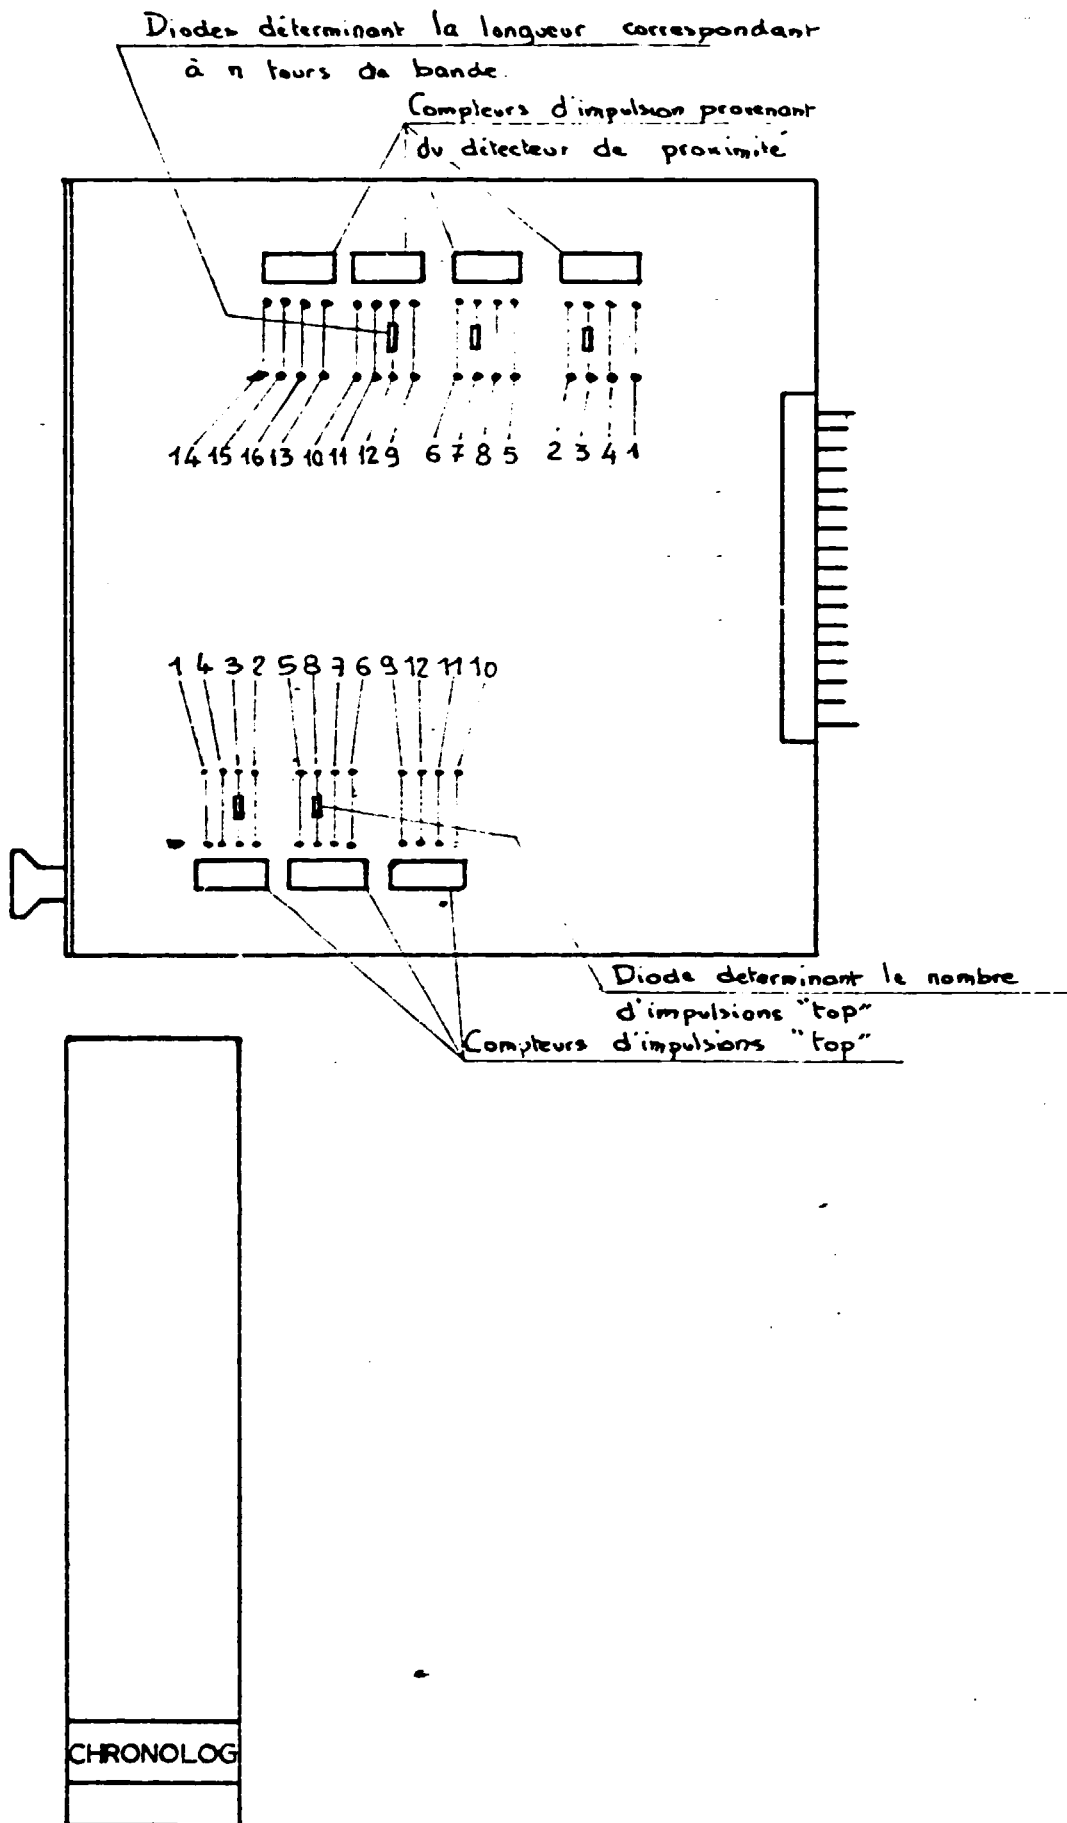 Diodes déterminant la longueur correspondant
à n tours de bande.
Compteurs d'impulsion provenant
du détecteur de proximité
14 15 16 13 10 11 12 9 6 7 8 5 2 3 4 1
1 4 3 2 5 8 7 6 9 12 11 10
Diode determinant le nombre
d'impulsions "top"
Compteurs d'impulsions "top"
CHRONOLOG